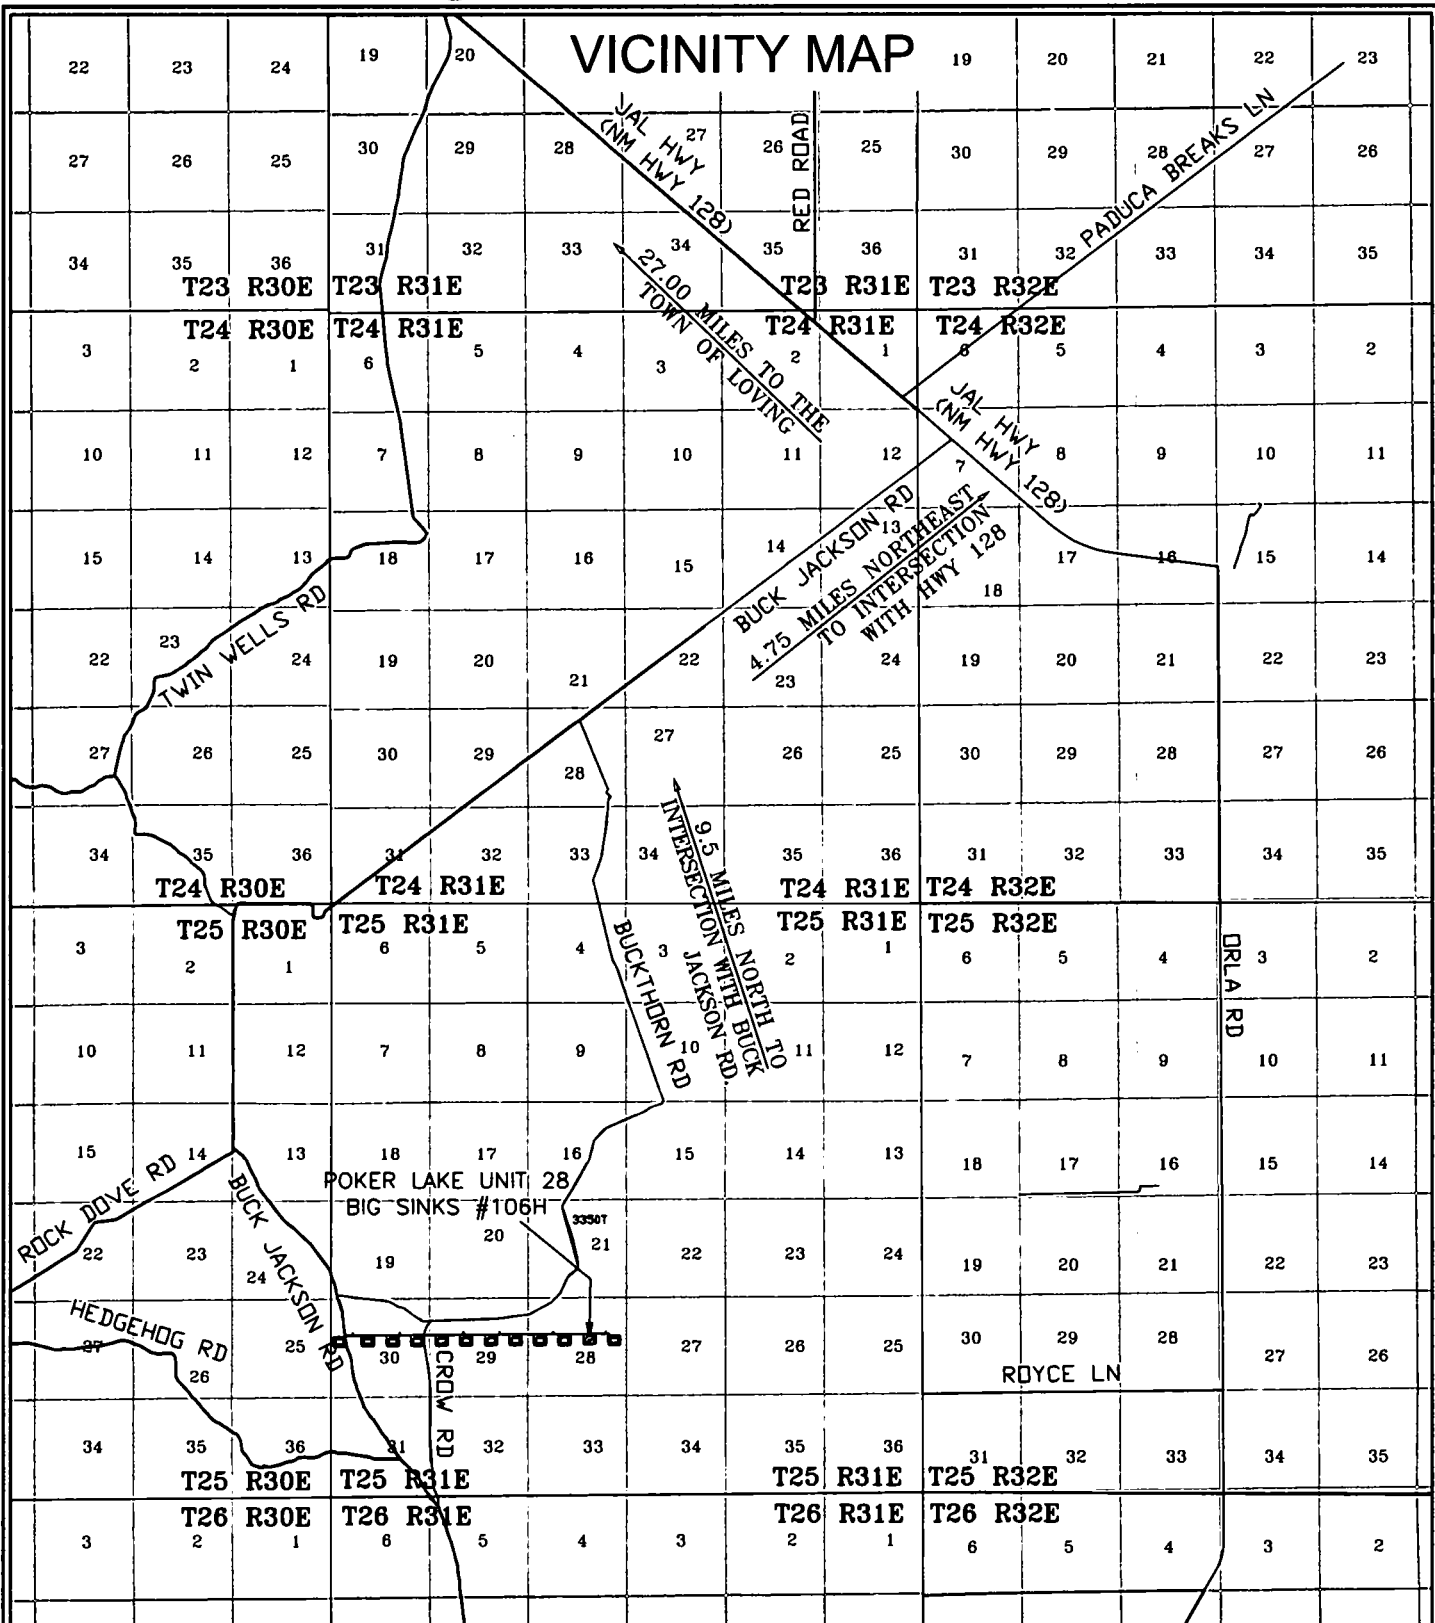 VICINITY MAP
22 23 24 19 20 19 20 21 22 23
JAL HWY
(NM HWY 128)
RED ROAD
PADUCA BREAKS LN
27 26 25 30 29 28 27 26 25 30 29 28 27 26
34 35 36 31 32 33 34 35 36 31 32 33 34 35
27.00 MILES TO THE
TOWN OF LOVING
T23 R30E T23 R31E T23 R31E T23 R32E
T24 R30E T24 R31E T24 R31E T24 R32E
3 2 1 6 5 4 3 2 1 6 5 4 3 2
JAL HWY
(NM HWY 128)
10 11 12 7 8 9 10 11 12 7 8 9 10 11
BUCK JACKSON RD
4.75 MILES NORTHEAST
TO INTERSECTION
WITH HWY 128
15 14 13 18 17 16 15 14 13 18 17 16 15 14
TWIN WELLS RD
22 23 24 19 20 21 22 23 24 19 20 21 22 23
27 26 25 30 29 28 27 26 25 30 29 28 27 26
9.5 MILES NORTH TO
INTERSECTION WITH BUCK
JACKSON RD.
34 35 36 31 32 33 34 35 36 31 32 33 34 35
T24 R30E T24 R31E T24 R31E T24 R32E
T25 R30E T25 R31E T25 R31E T25 R32E
BUCKTHORN RD
ORLA RD
3 2 1 6 5 4 3 2 1 6 5 4 3 2
10 11 12 7 8 9 10 11 12 7 8 9 10 11
15 14 13 18 17 16 15 14 13 18 17 16 15 14
ROCK DOVE RD
BUCK JACKSON RD
POKER LAKE UNIT 28
BIG SINKS #106H
33507
22 23 24 19 20 21 22 23 24 19 20 21 22 23
HEDGEHOG RD
27 26 25 30 29 28 27 26 25 30 29 28 27 26
CROW RD
ROYCE LN
34 35 36 31 32 33 34 35 36 31 32 33 34 35
T25 R30E T25 R31E T25 R31E T25 R32E
T26 R30E T26 R31E T26 R31E T26 R32E
3 2 1 6 5 4 3 2 1 6 5 4 3 2